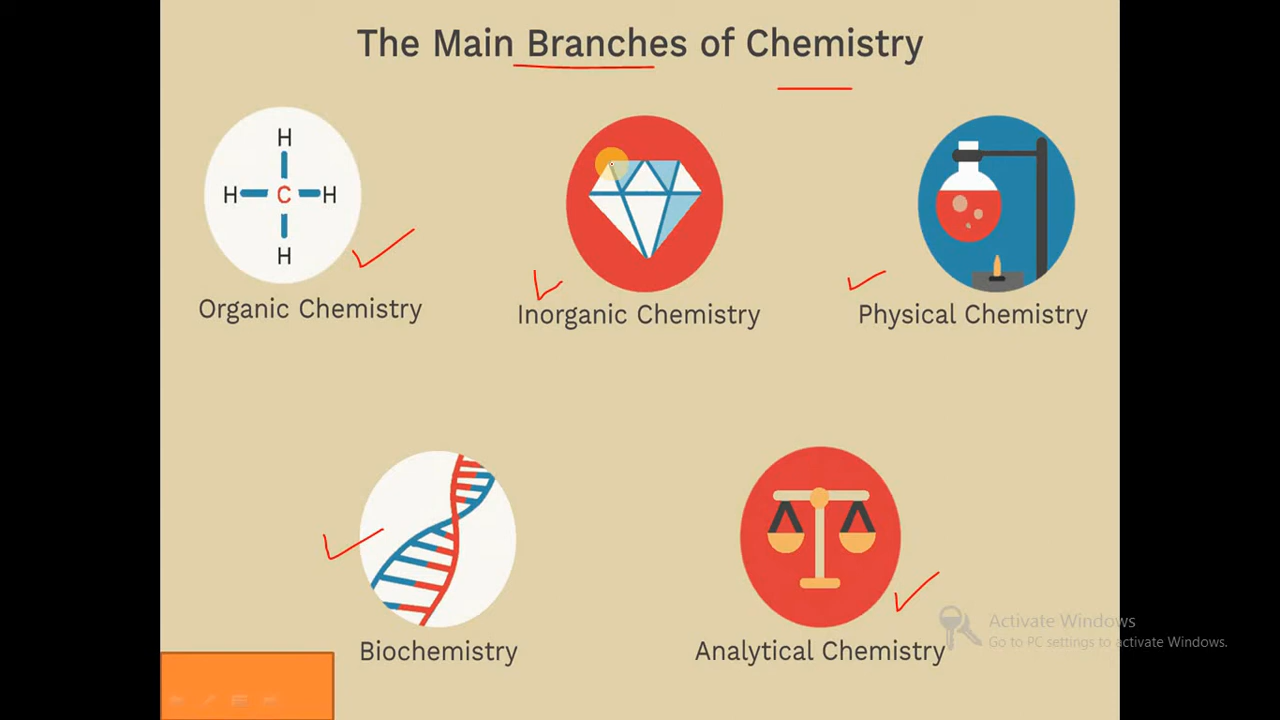 The Main Branches of Chemistry
H
H C H
H
Organic Chemistry
Inorganic Chemistry
Physical Chemistry
Biochemistry
Analytical Chemistry
Activate Windows
Go to PC settings to activate Windows.